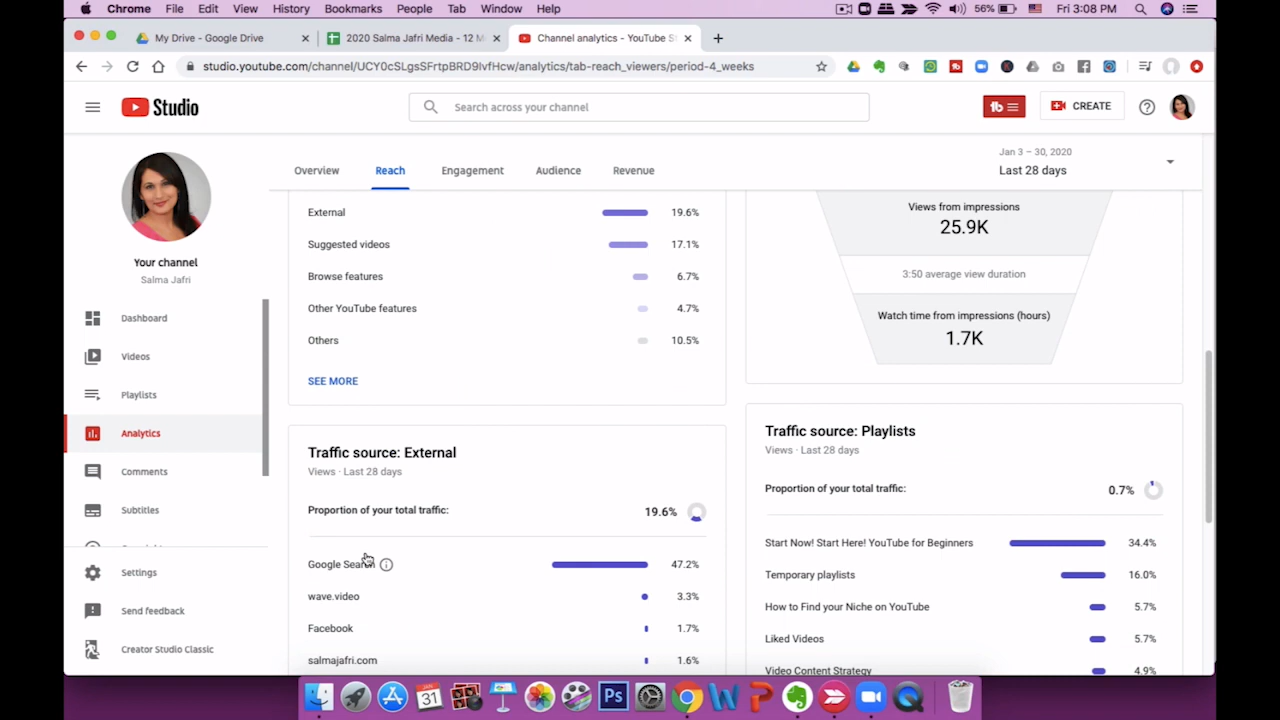 Chrome File Edit View History Bookmarks People Tab Window Help 56% Fri 3:08 PM
My Drive - Google Drive
2020 Salma Jafri Media - 12 M
Channel analytics - YouTube S
studio.youtube.com/channel/UCY0cSLgsSFrtpBRD9IvfHcw/analytics/tab-reach_viewers/period-4_weeks
Studio
Search across your channel
CREATE
Your channel
Salma Jafri
Dashboard
Videos
Playlists
Analytics
Comments
Subtitles
Settings
Send feedback
Creator Studio Classic
Overview Reach Engagement Audience Revenue
Jan 3 – 30, 2020
Last 28 days
External 19.6%
Suggested videos 17.1%
Browse features 6.7%
Other YouTube features 4.7%
Others 10.5%
SEE MORE
Views from impressions
25.9K
3:50 average view duration
Watch time from impressions (hours)
1.7K
Traffic source: External
Views · Last 28 days
Proportion of your total traffic: 19.6%
Google Search 47.2%
wave.video 3.3%
Facebook 1.7%
salmajafri.com 1.6%
Traffic source: Playlists
Views · Last 28 days
Proportion of your total traffic: 0.7%
Start Now! Start Here! YouTube for Beginners 34.4%
Temporary playlists 16.0%
How to Find your Niche on YouTube 5.7%
Liked Videos 5.7%
Video Content Strategy 4.9%
JAN
31
Ps